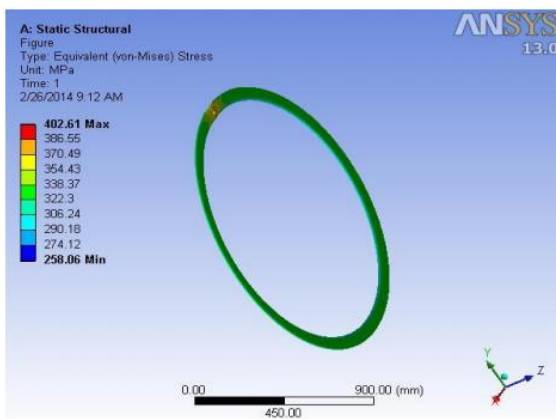 A: Static Structural
Figure
Type: Equivalent (von-Mises) Stress
Unit: MPa
Time: 1
2/26/2014 9:12 AM
402.61 Max
386.55
370.49
354.43
338.37
322.3
306.24
290.18
274.12
258.06 Min
ANSYS
13.0
0.00
900.00 (mm)
450.00
Y
Z
X